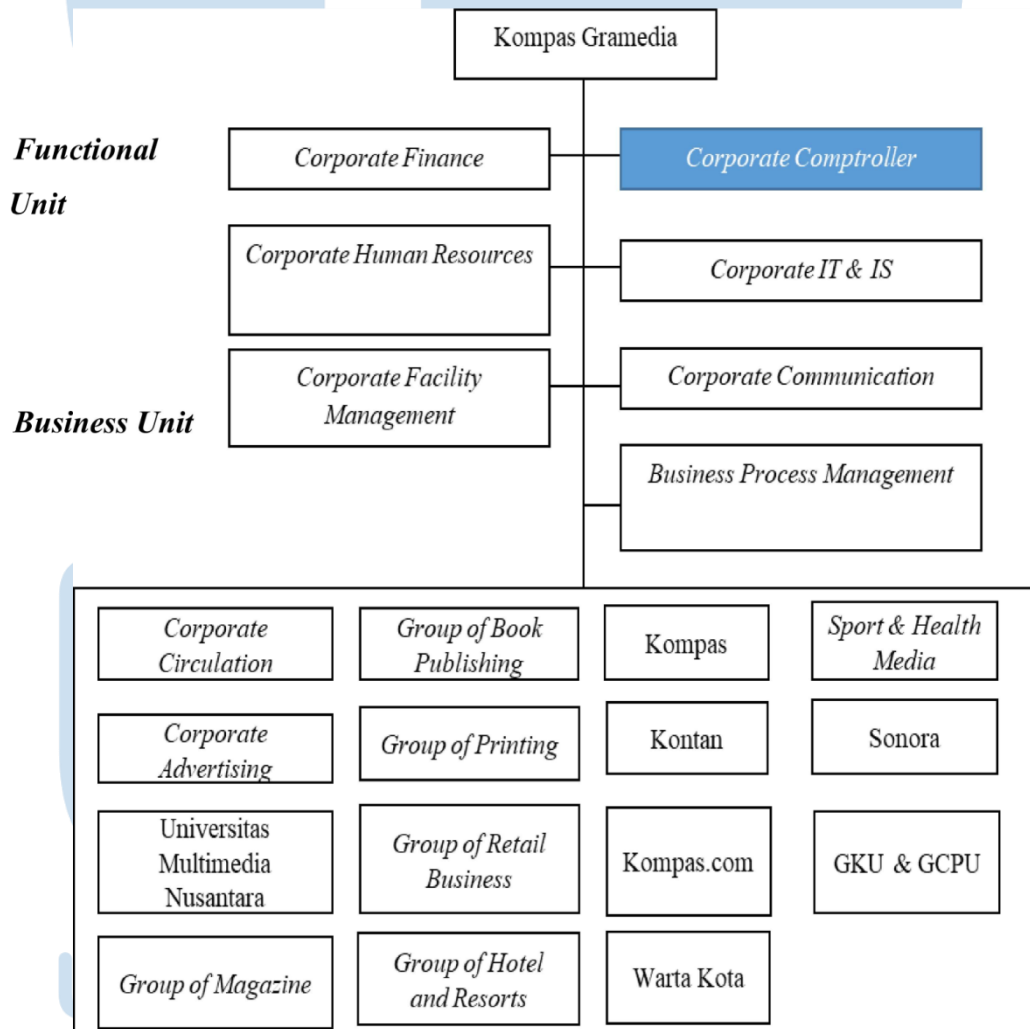 Kompas Gramedia
Functional
Unit
Corporate Finance
Corporate Comptroller
Corporate Human Resources
Corporate IT & IS
Business Unit
Corporate Facility
Management
Corporate Communication
Business Process Management
Corporate
Circulation
Group of Book
Publishing
Kompas
Sport & Health
Media
Corporate
Advertising
Group of Printing
Kontan
Sonora
Universitas
Multimedia
Nusantara
Group of Retail
Business
Kompas.com
GKU & GCPU
Group of Magazine
Group of Hotel
and Resorts
Warta Kota